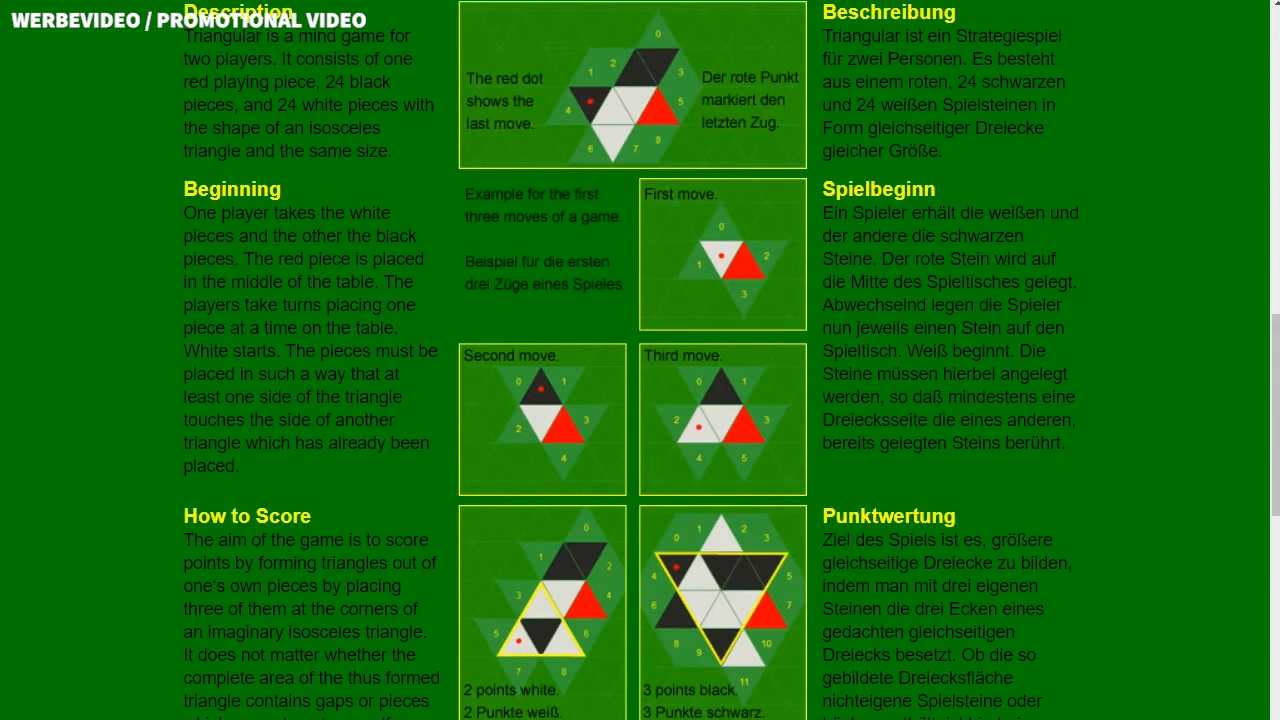 WERBEVIDEO / PROMOTIONAL VIDEO
Description
Triangular is a mind game for
two players. It consists of one
red playing piece, 24 black
pieces, and 24 white pieces with
the shape of an isosceles
triangle and the same size.
0
1
2
3
4
5
6
7
8
The red dot
shows the
last move.
Der rote Punkt
markiert den
letzten Zug.
Beschreibung
Triangular ist ein Strategiespiel
für zwei Personen. Es besteht
aus einem roten, 24 schwarzen
und 24 weißen Spielsteinen in
Form gleichseitiger Dreiecke
gleicher Größe.
Beginning
One player takes the white
pieces and the other the black
pieces. The red piece is placed
in the middle of the table. The
players take turns placing one
piece at a time on the table.
White starts. The pieces must be
placed in such a way that at
least one side of the triangle
touches the side of another
triangle which has already been
placed.
Example for the first
three moves of a game.
Beispiel für die ersten
drei Züge eines Spieles.
First move.
0
1
2
3
Second move.
0
1
2
3
4
Third move.
0
1
2
3
4
5
Spielbeginn
Ein Spieler erhält die weißen und
der andere die schwarzen
Steine. Der rote Stein wird auf
die Mitte des Spieltisches gelegt.
Abwechselnd legen die Spieler
nun jeweils einen Stein auf den
Spieltisch. Weiß beginnt. Die
Steine müssen hierbei angelegt
werden, so daß mindestens eine
Dreiecksseite die eines anderen,
bereits gelegten Steins berührt.
How to Score
The aim of the game is to score
points by forming triangles out of
one's own pieces by placing
three of them at the corners of
an imaginary isosceles triangle.
It does not matter whether the
complete area of the thus formed
triangle contains gaps or pieces
0
1
2
3
4
5
6
7
8
2 points white.
2 Punkte weiß.
0
1
2
3
4
5
6
7
8
9
10
11
3 points black.
3 Punkte schwarz.
Punktwertung
Ziel des Spiels ist es, größere
gleichseitige Dreiecke zu bilden,
indem man mit drei eigenen
Steinen die drei Ecken eines
gedachten gleichseitigen
Dreiecks besetzt. Ob die so
gebildete Dreiecksfläche
nichteigene Spielsteine oder